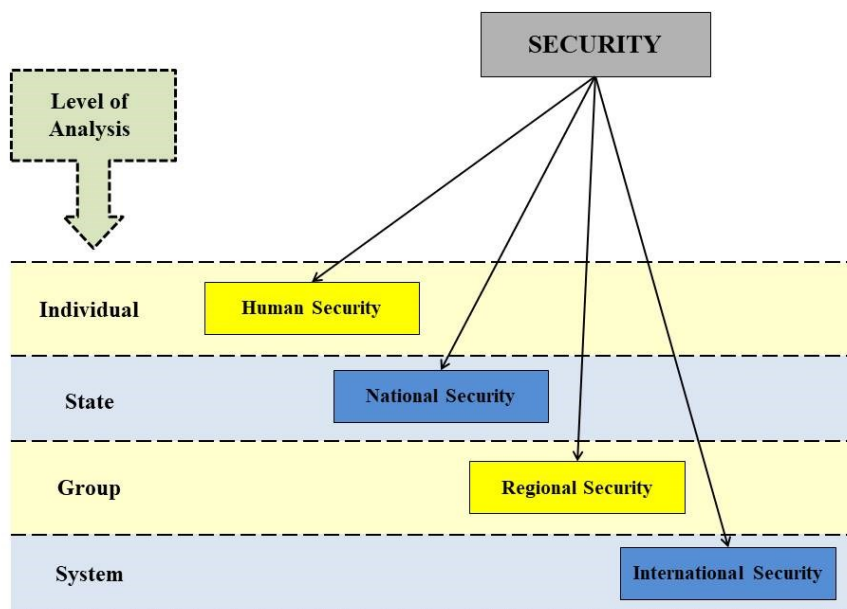 SECURITY
Level of
Analysis
Individual
Human Security
State
National Security
Group
Regional Security
System
International Security